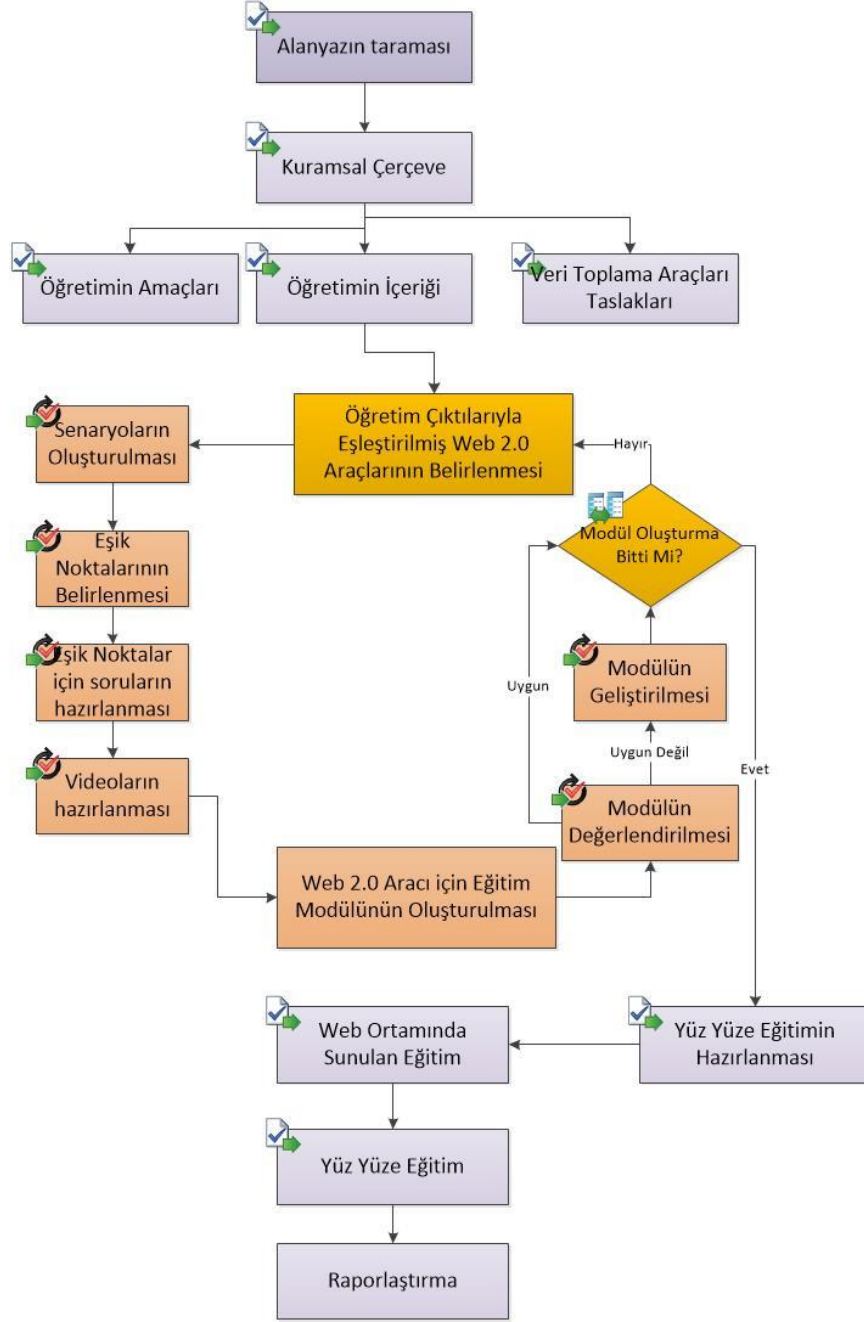 Alanyazın taraması
Kuramsal Çerçeve
Öğretimin Amaçları
Öğretimin İçeriği
Veri Toplama Araçları
Taslakları
Öğretim Çıktılarıyla
Eşleştirilmiş Web 2.0
Araçlarının Belirlenmesi
Hayır
Senaryoların
Oluşturulması
Modül Oluşturma
Bitti Mi?
Eşik
Noktalarının
Belirlenmesi
Eşik Noktalar
için soruların
hazırlanması
Modülün
Geliştirilmesi
Uygun
Uygun Değil
Evet
Videoların
hazırlanması
Modülün
Değerlendirilmesi
Web 2.0 Aracı için Eğitim
Modülünün Oluşturulması
Web Ortamında
Sunulan Eğitim
Yüz Yüze Eğitimin
Hazırlanması
Yüz Yüze Eğitim
Raporlaştırma